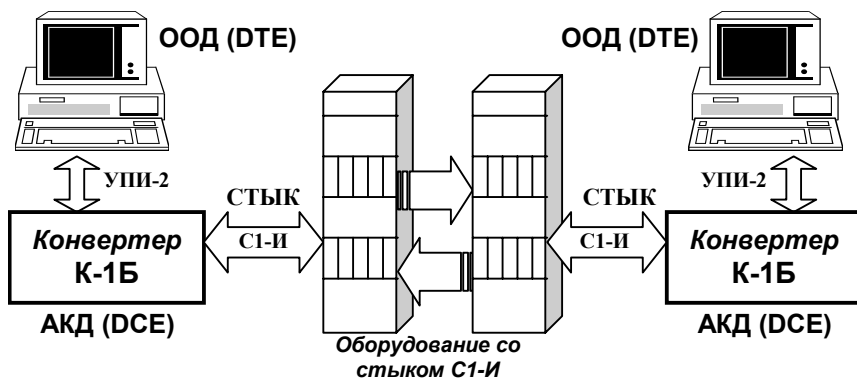 ООД (DTE)
ООД (DTE)
УПИ-2
УПИ-2
СТЫК
С1-И
СТЫК
С1-И
Конвертер
К-1Б
Конвертер
К-1Б
АКД (DCE)
АКД (DCE)
Оборудование со
стыком С1-И